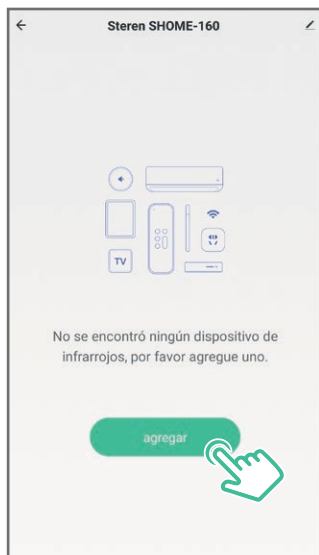 Steren SHOME-160
TV
No se encontró ningún dispositivo de
infrarrojos, por favor agregue uno.
agregar